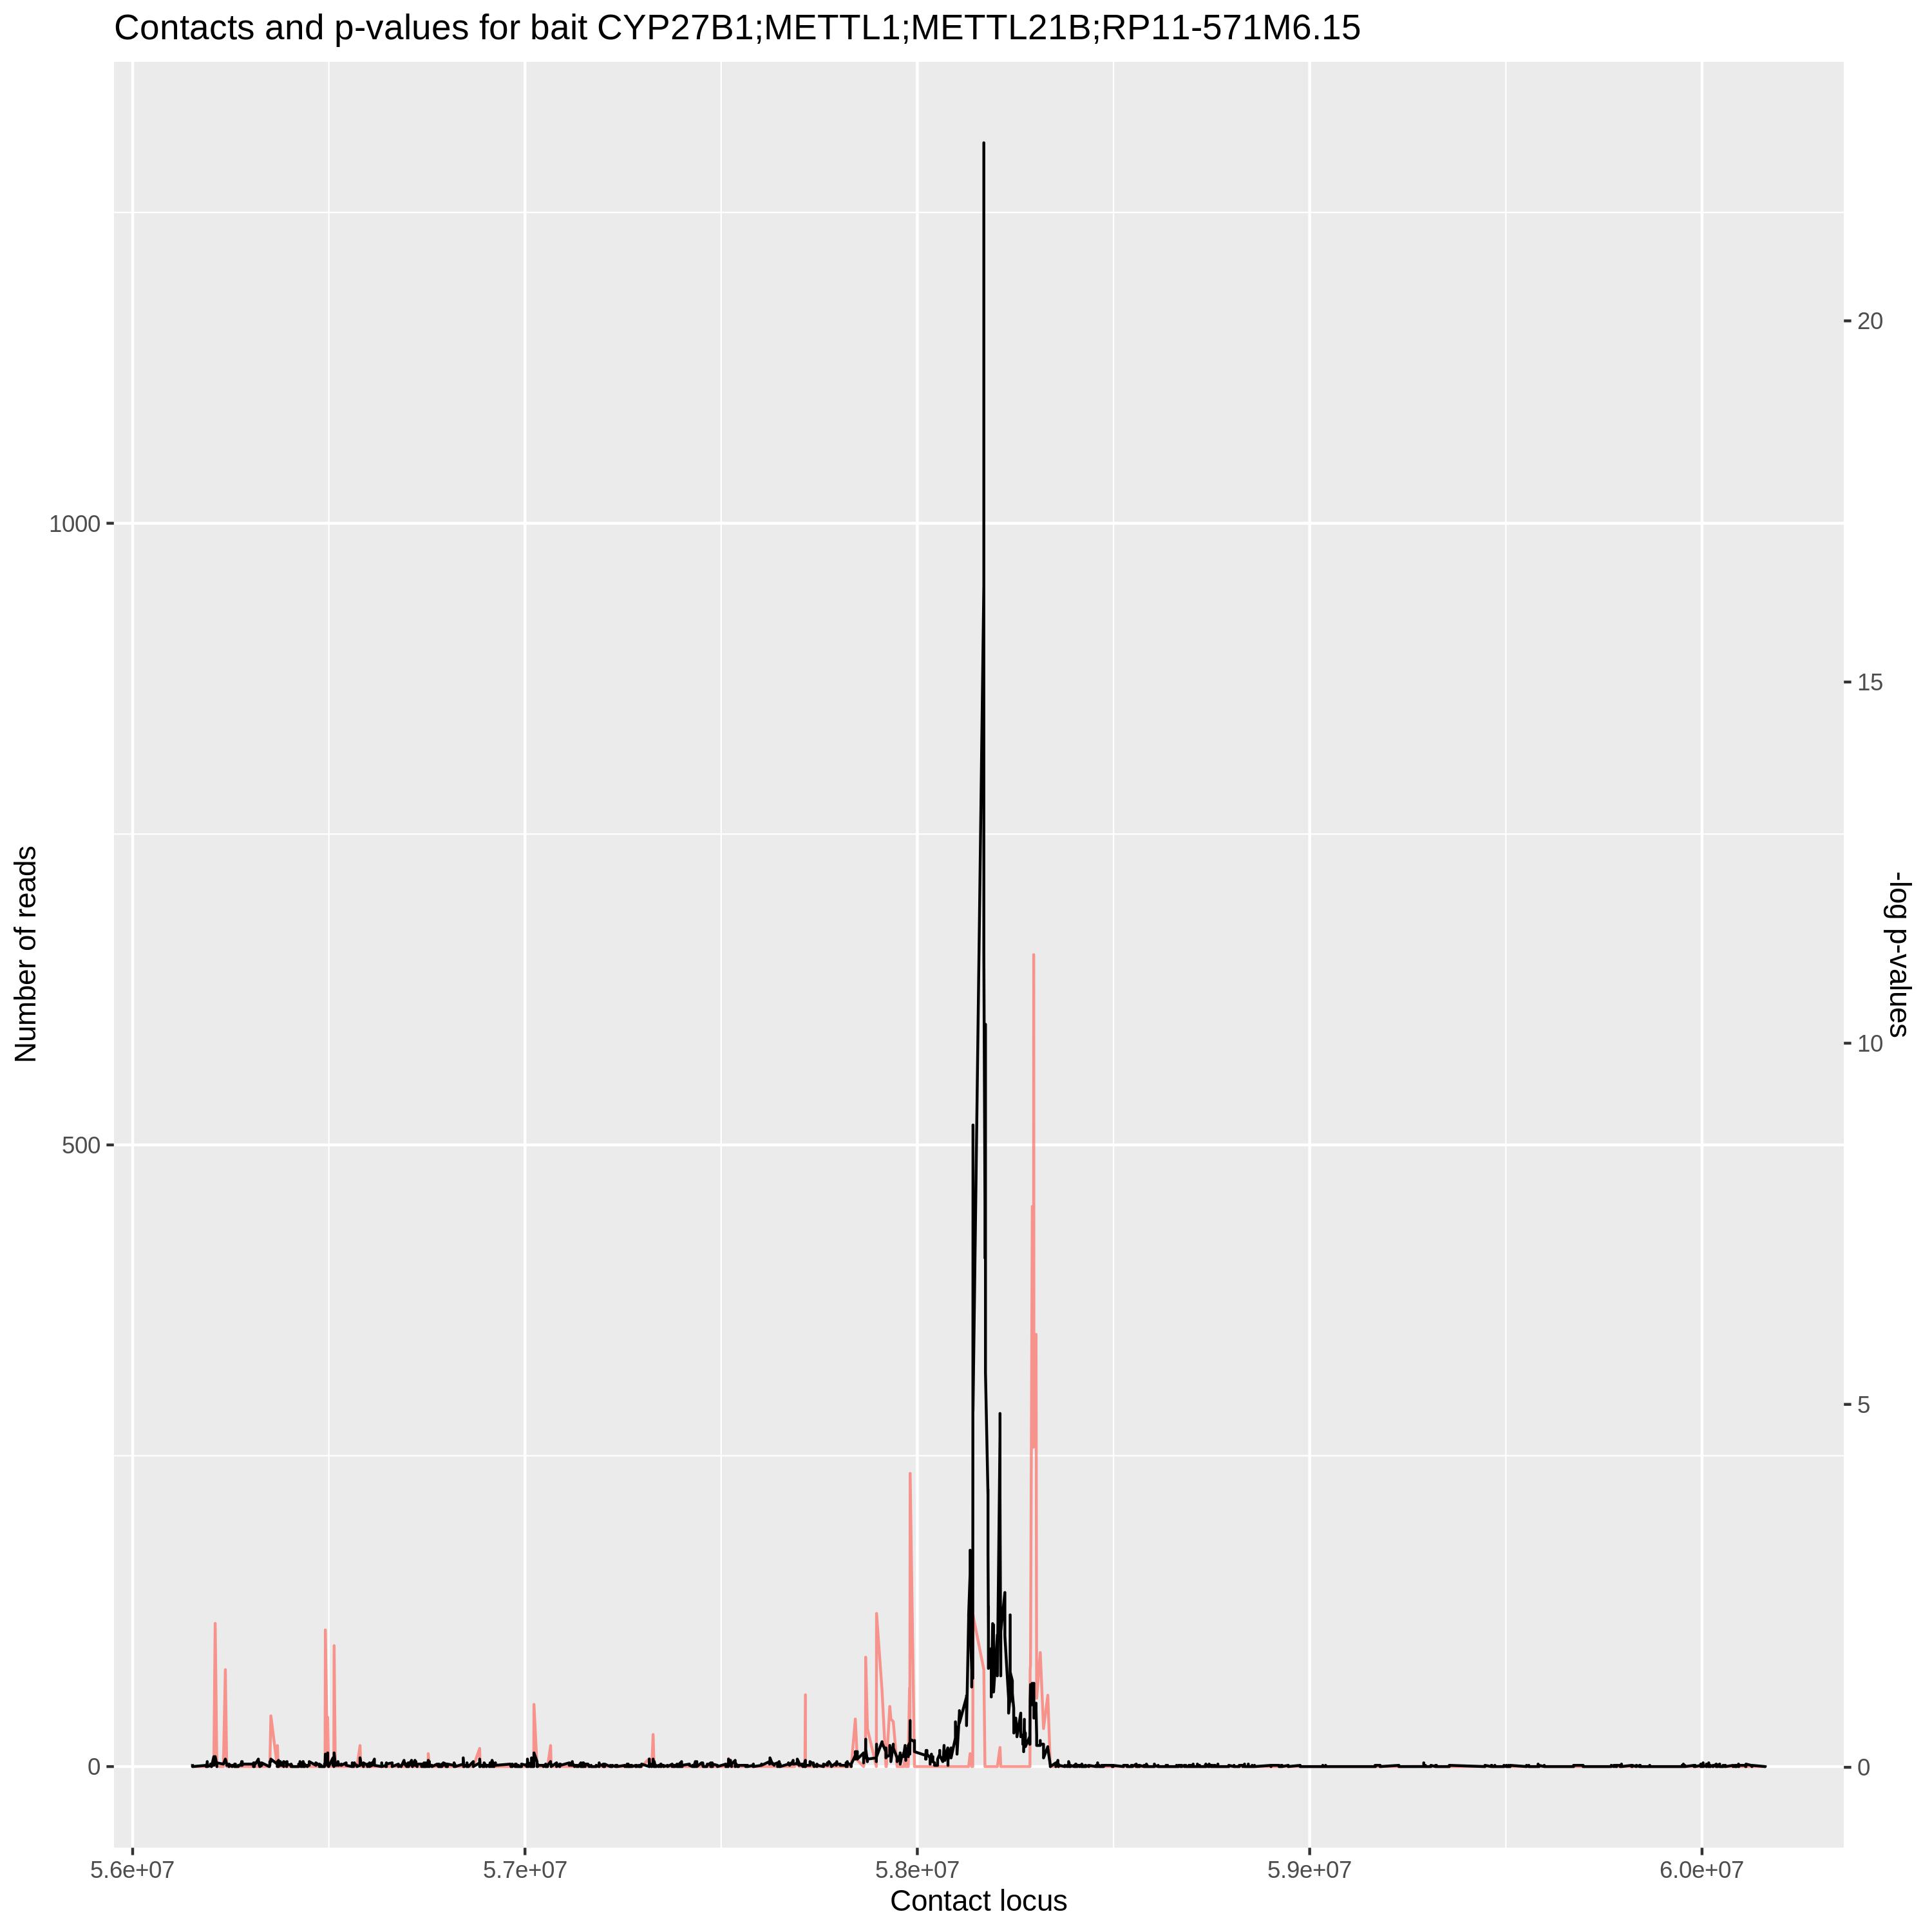 Contacts and p-values for bait CYP27B1;METTL1;METTL21B;RP11-571M6.15
Number of reads
1000
500
0
20
15
10
5
0
-log p-values
5.6e+07
5.7e+07
5.8e+07
5.9e+07
6.0e+07
Contact locus